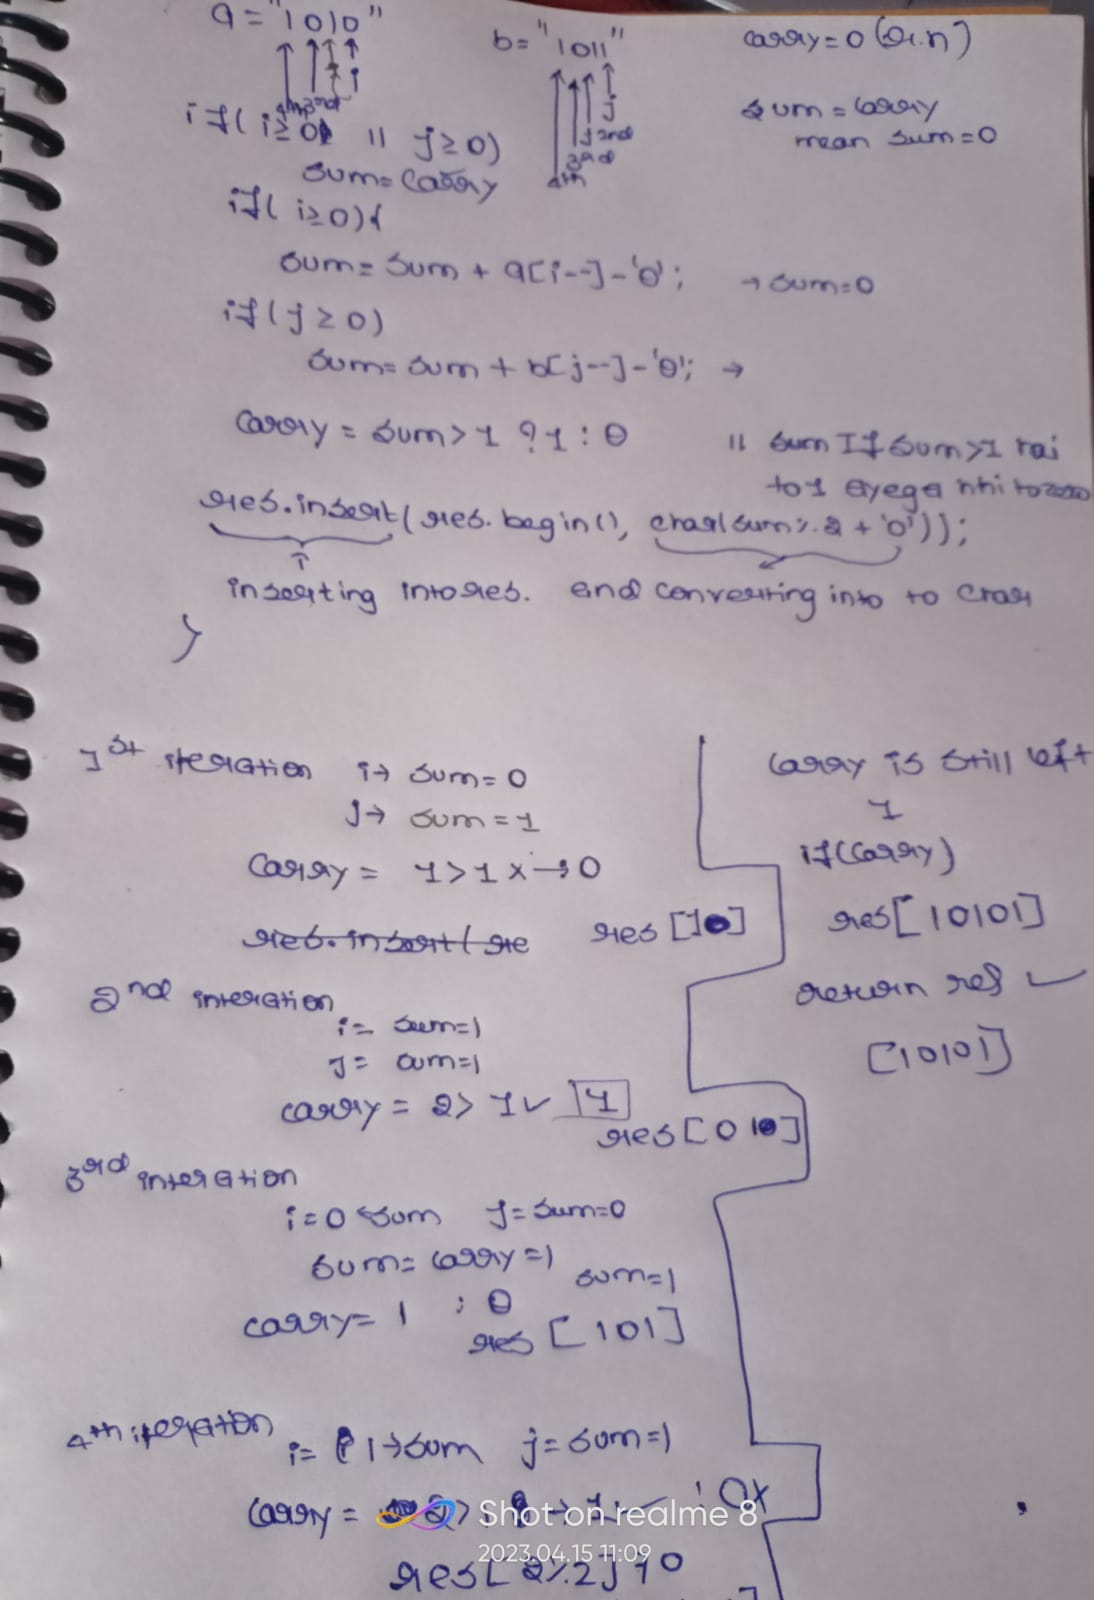 a = "1010"
b = "1011"
carry = 0 (
sum = carry
mean sum = 0
4th 3rd
j
2nd
3rd
4th
if( i ≥ 0 || j ≥ 0)
sum = carry
if( i ≥ 0){
sum = sum + a[i--] - '0'; → sum = 0
if( j ≥ 0)
sum = sum + b[j--] - '0'; →
carry = sum > 1 ? 1 : 0
|| sum If sum > 1 hai
to 1 ayega nhi to zero
res.insert( res.begin(), char(sum % 2 + '0'));
inserting into res. and converting into to char
}
1st iteration i → sum = 0
j → sum = 1
carry = 1 > 1 x → 0
res.insert( re res [1]
2nd interation
i = sum = 1
j = sum = 1
carry = 2 > 1 ✓ 1
res [01]
3rd interation
i = 0 sum j = sum = 0
sum = carry = 1
sum = 1
carry = 1 : 0
res [101]
4th iteration
i = 1 → sum j = sum = 1
carry = 2 > 1 : 0x
res [2 % 2] 0
carry is still left
1
if(carry)
res [10101]
return res ✓
[10101]
Shot on realme 8
2023.04.15 11:09